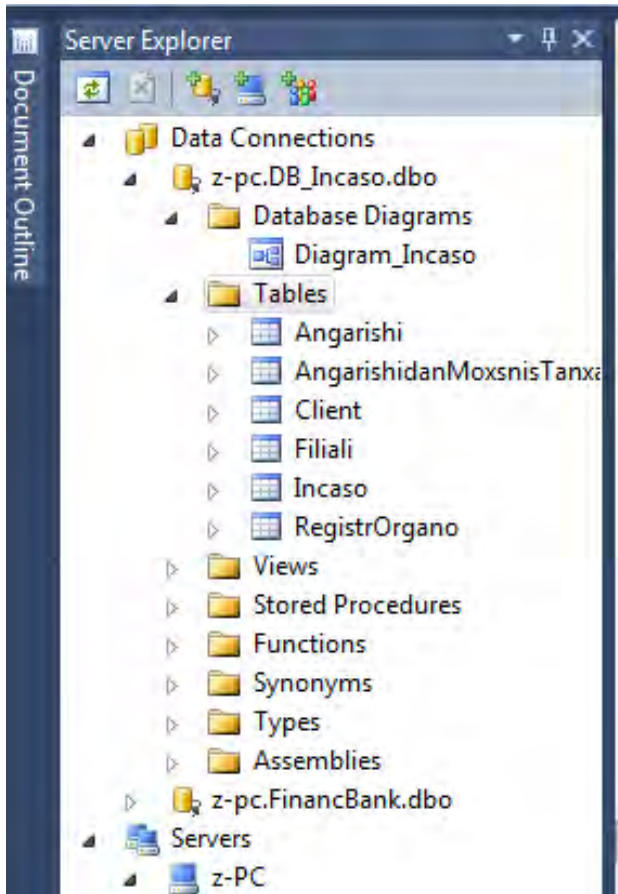 Document Outline
Server Explorer
Data Connections
z-pc.DB_Incaso.dbo
Database Diagrams
Diagram_Incaso
Tables
Angarishi
AngarishidanMoxsnisTanxa
Client
Filiali
Incaso
RegistrOrgano
Views
Stored Procedures
Functions
Synonyms
Types
Assemblies
z-pc.FinancBank.dbo
Servers
z-PC